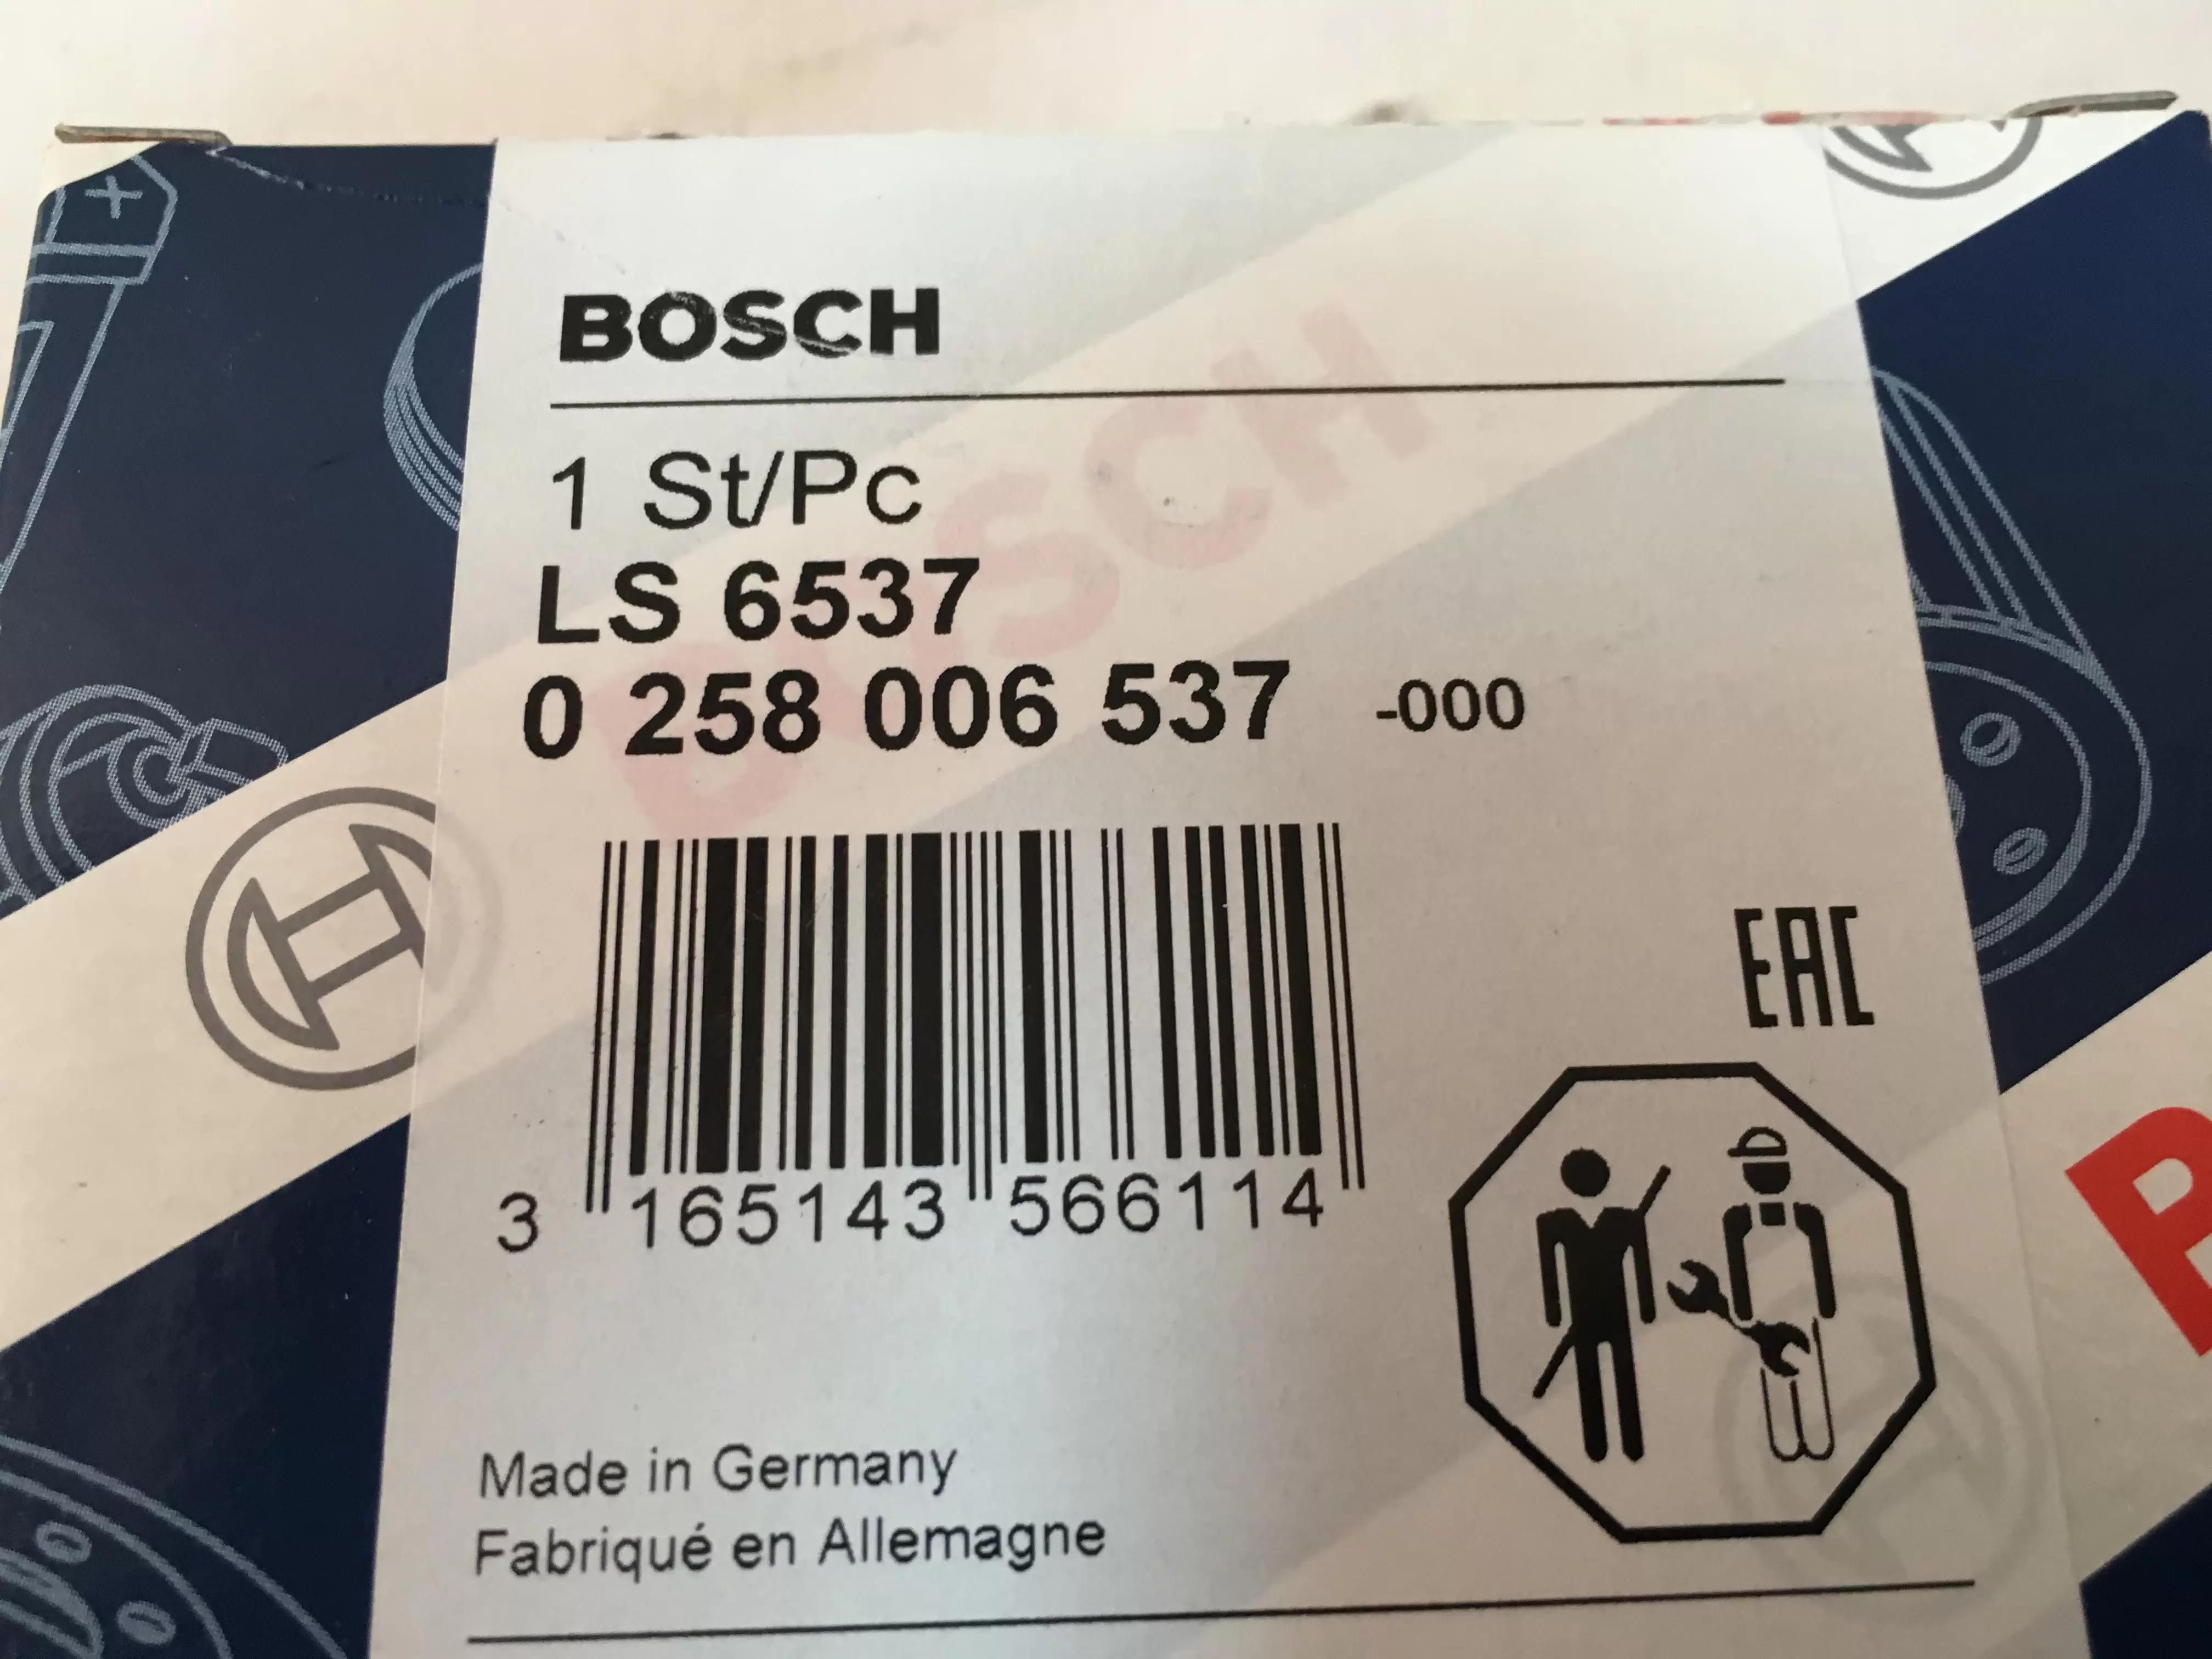 BOSCH
1 St/Pc
LS 6537
0 258 006 537 -000
EAC
3 165143 566114
Made in Germany
Fabriqué en Allemagne
BOSCH